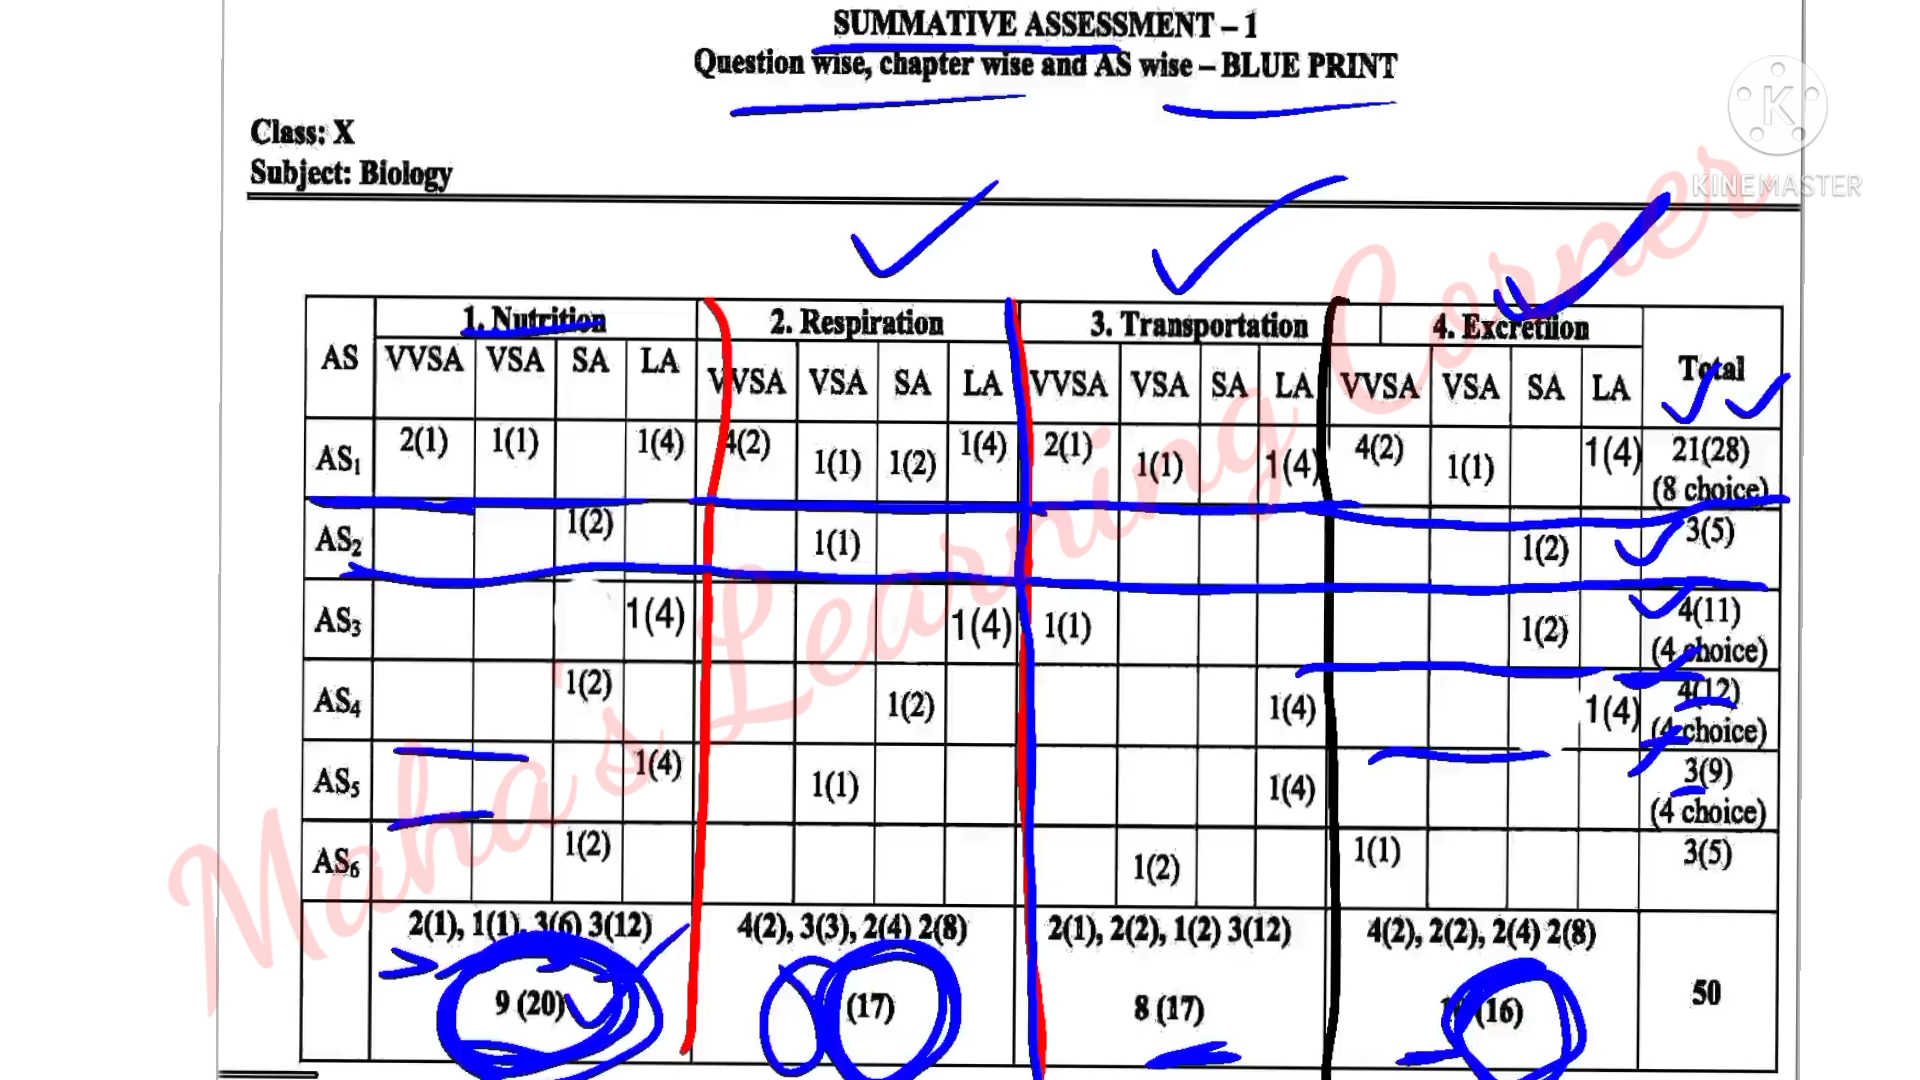 SUMMATIVE ASSESSMENT – 1
Question wise, chapter wise and AS wise – BLUE PRINT
Class: X
Subject: Biology
KINEMASTER
AS 1. Nutrition 2. Respiration 3. Transportation 4. Excretiion Total
VVSA VSA SA LA VVSA VSA SA LA VVSA VSA SA LA VVSA VSA SA LA
AS1 2(1) 1(1) 1(4) 4(2) 1(1) 1(2) 1(4) 2(1) 1(1) 1(4) 4(2) 1(1) 1(4) 21(28)
(8 choice)
AS2 1(2) 1(1) 1(2) 3(5)
AS3 1(4) 1(4) 1(1) 1(2) 4(11)
(4 choice)
AS4 1(2) 1(2) 1(4) 1(4) 4(12)
(4 choice)
AS5 1(4) 1(1) 1(4) 3(9)
(4 choice)
AS6 1(2) 1(2) 1(1) 3(5)
2(1), 1(1), 3(6) 3(12) 4(2), 3(3), 2(4) 2(8) 2(1), 2(2), 1(2) 3(12) 4(2), 2(2), 2(4) 2(8)
9 (20) (17) 8 (17) (16) 50
Maha's Learning Corner